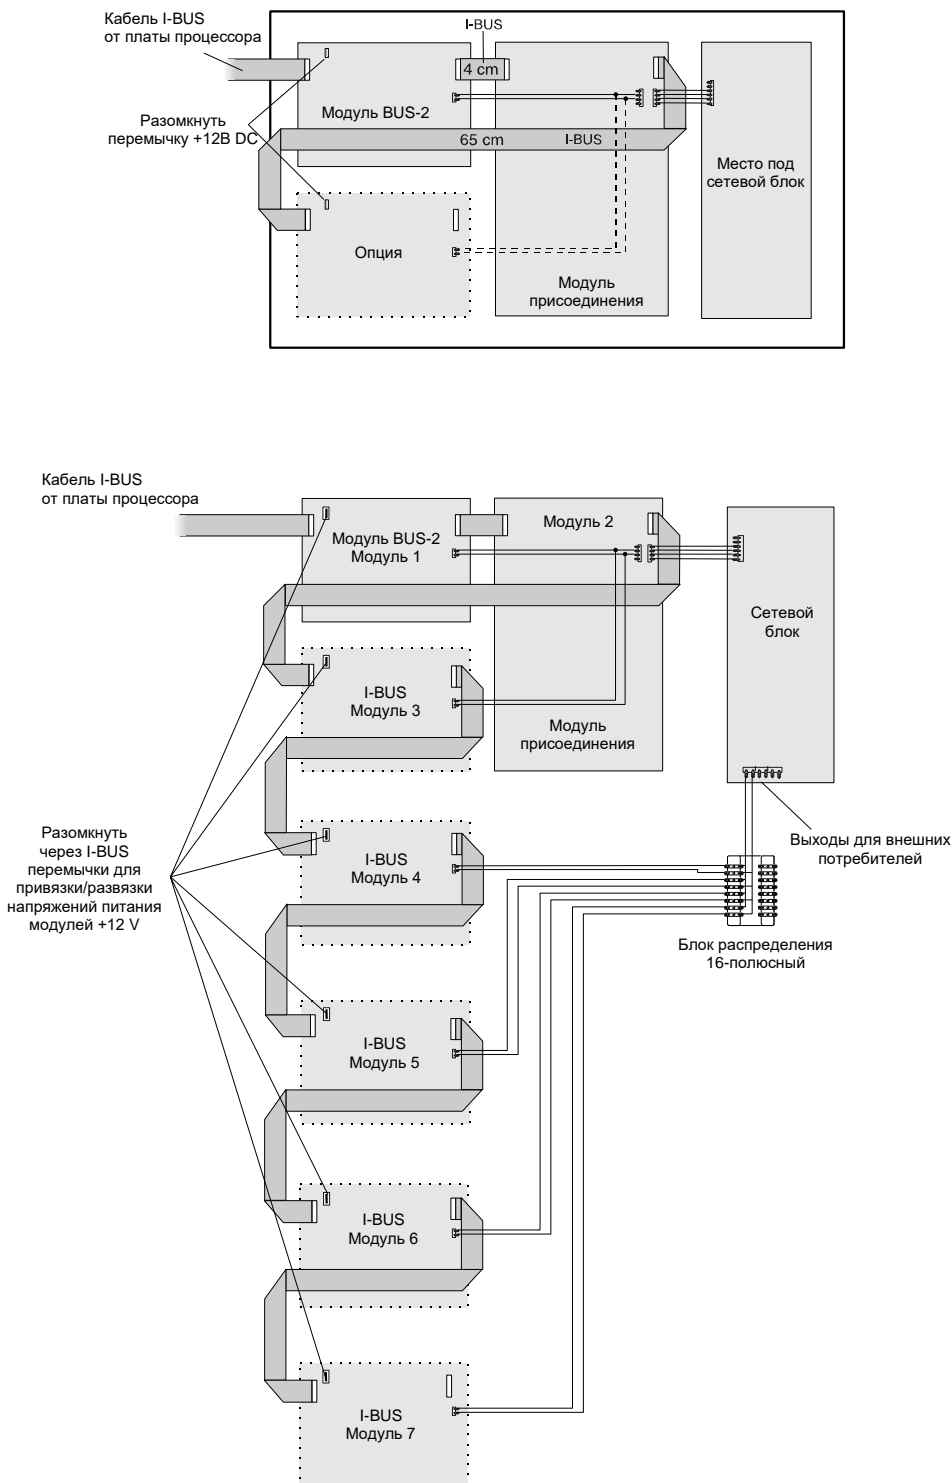 Кабель I-BUS
от платы процессора
I-BUS
4 cm
Модуль BUS-2
Разомкнуть
перемычку +12В DC
65 cm
I-BUS
Место под
сетевой блок
Опция
Модуль
присоединения
Кабель I-BUS
от платы процессора
Модуль BUS-2
Модуль 1
Модуль 2
Сетевой
блок
I-BUS
Модуль 3
Модуль
присоединения
Разомкнуть
через I-BUS
перемычки для
привязки/развязки
напряжений питания
модулей +12 V
I-BUS
Модуль 4
Выходы для внешних
потребителей
Блок распределения
16-полюсный
I-BUS
Модуль 5
I-BUS
Модуль 6
I-BUS
Модуль 7